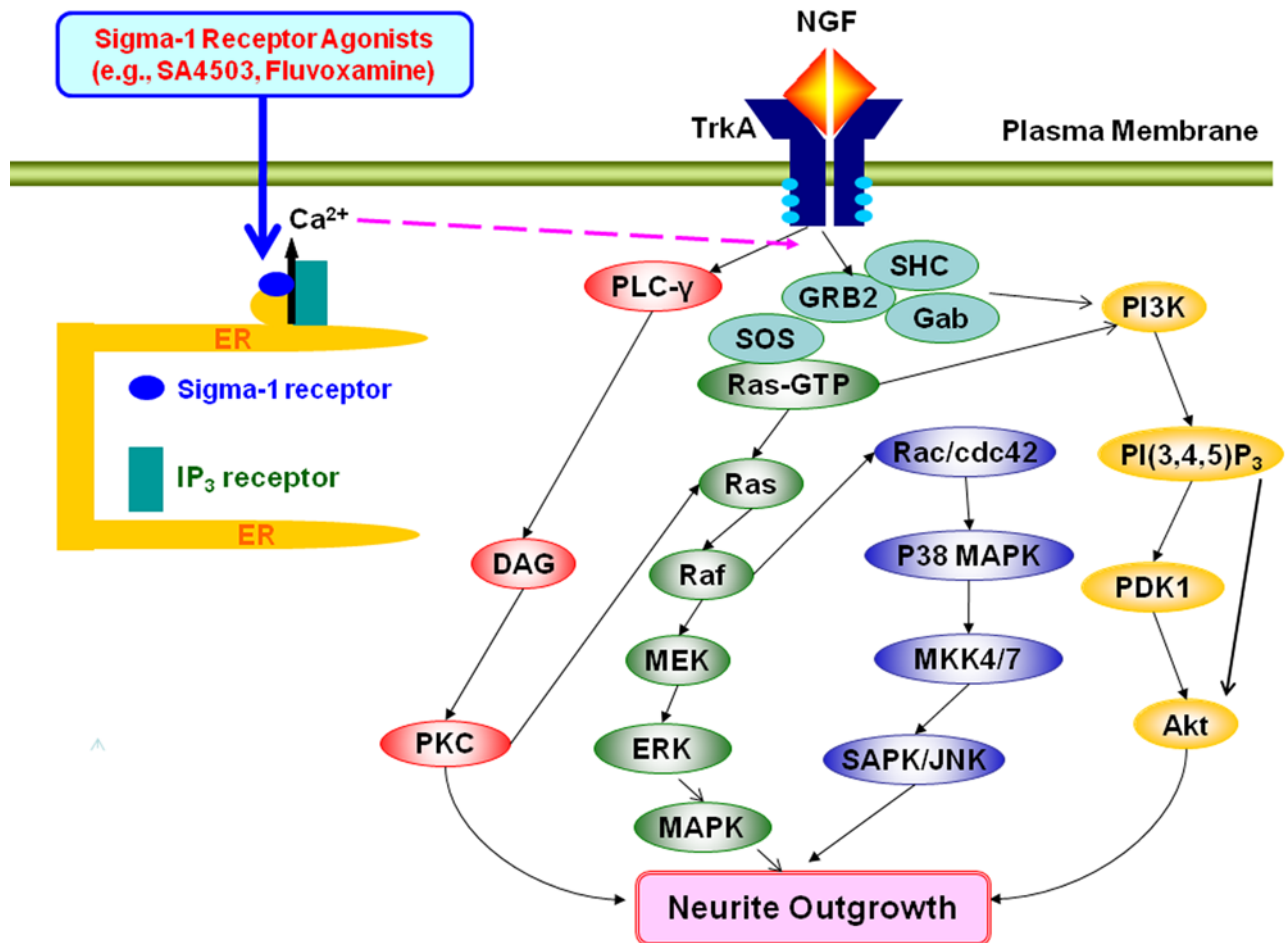 Sigma-1 Receptor Agonists
(e.g., SA4503, Fluvoxamine)
NGF
TrkA
Plasma Membrane
Ca²⁺
PLC-γ
SHC
GRB2
Gab
PI3K
SOS
Ras-GTP
ER
Sigma-1 receptor
IP₃ receptor
ER
Ras
Rac/cdc42
PI(3,4,5)P₃
DAG
Raf
P38 MAPK
PDK1
MEK
MKK4/7
PKC
ERK
SAPK/JNK
Akt
MAPK
Neurite Outgrowth